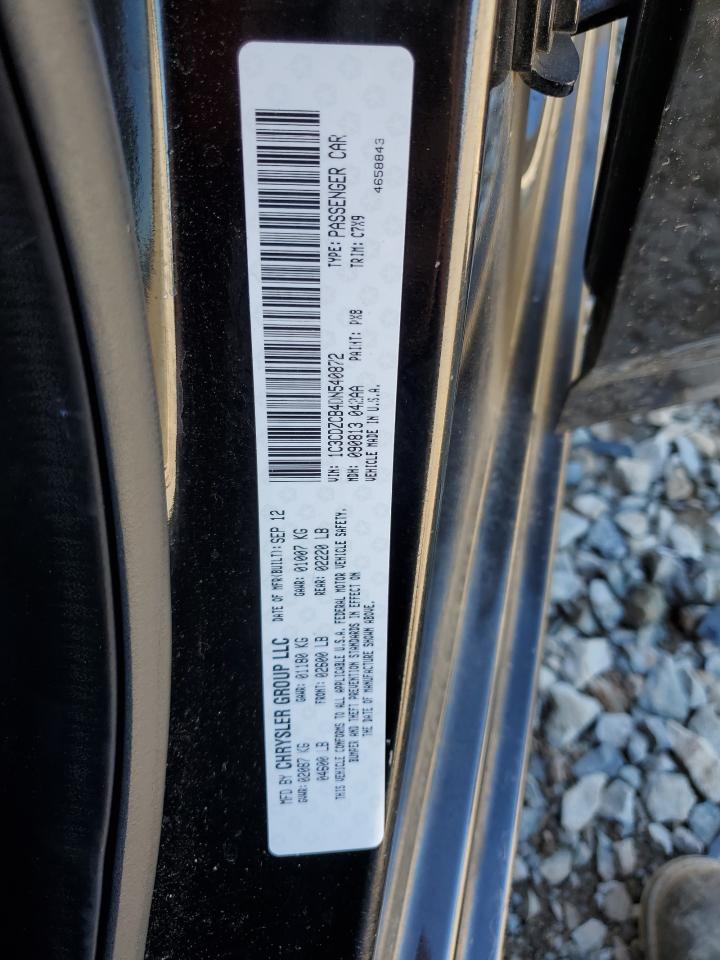 MFD BY CHRYSLER GROUP LLC
DATE OF MFR(BUILT): SEP 12
GVWR: 02087 KG
GAWR: 01180 KG
GAWR: 01007 KG
04600 LB
FRONT: 02600 LB
REAR: 02220 LB
THIS VEHICLE CONFORMS TO ALL APPLICABLE U.S.A. FEDERAL MOTOR VEHICLE SAFETY,
BUMPER AND THEFT PREVENTION STANDARDS IN EFFECT ON
THE DATE OF MANUFACTURE SHOWN ABOVE.
VIN: 1C3CDZCB4DN540872
TYPE: PASSENGER CAR
MDH: 090813 042AA
PAINT: PX8
TRIM: C7X9
VEHICLE MADE IN U.S.A.
4658843